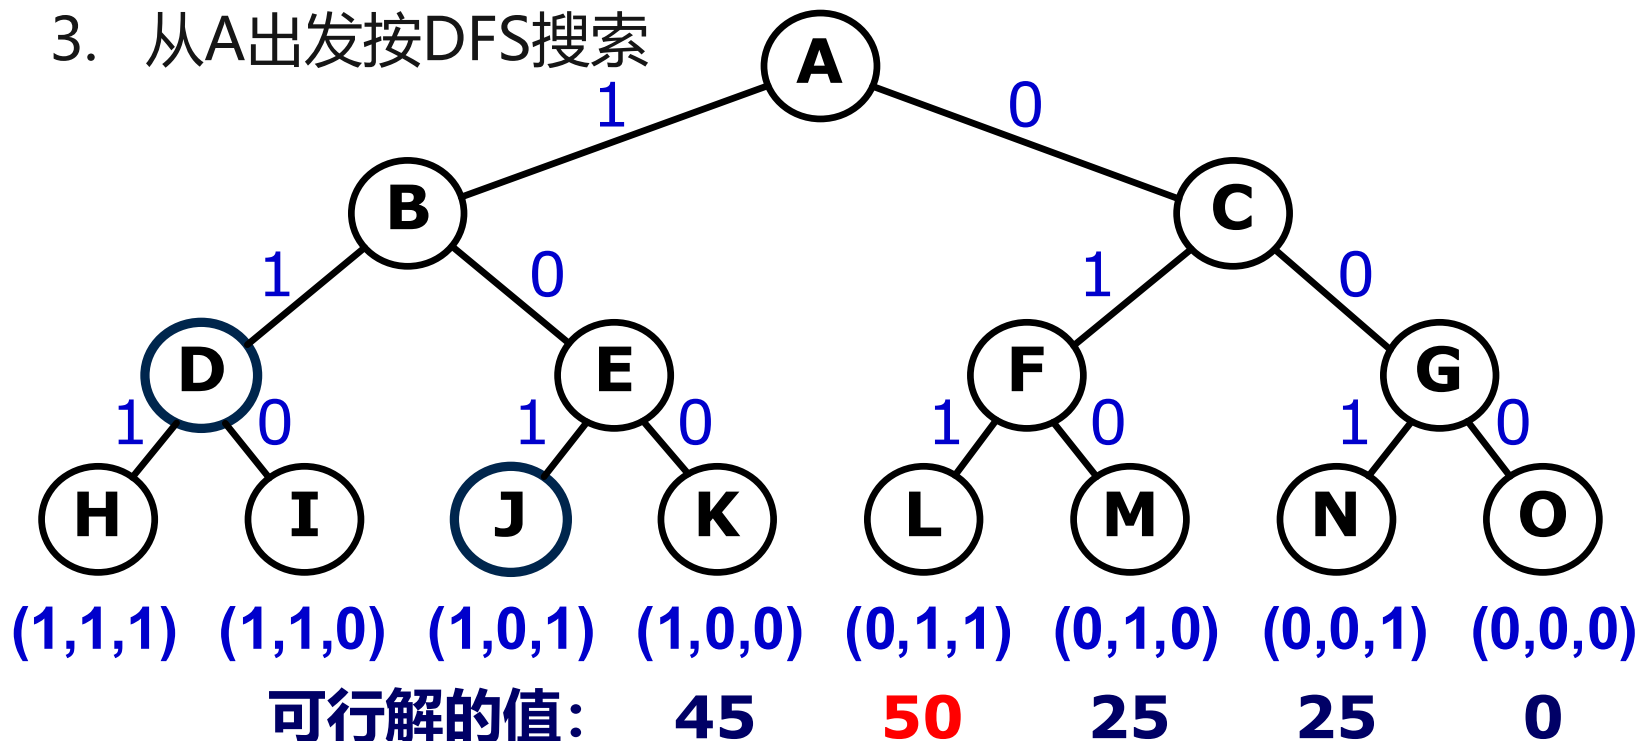 3. 从A出发按DFS搜索
A
1 0
B C
1 0 1 0
D E F G
1 0 1 0 1 0 1 0
H I J K L M N O
(1,1,1) (1,1,0) (1,0,1) (1,0,0) (0,1,1) (0,1,0) (0,0,1) (0,0,0)
可行解的值： 45 50 25 25 0